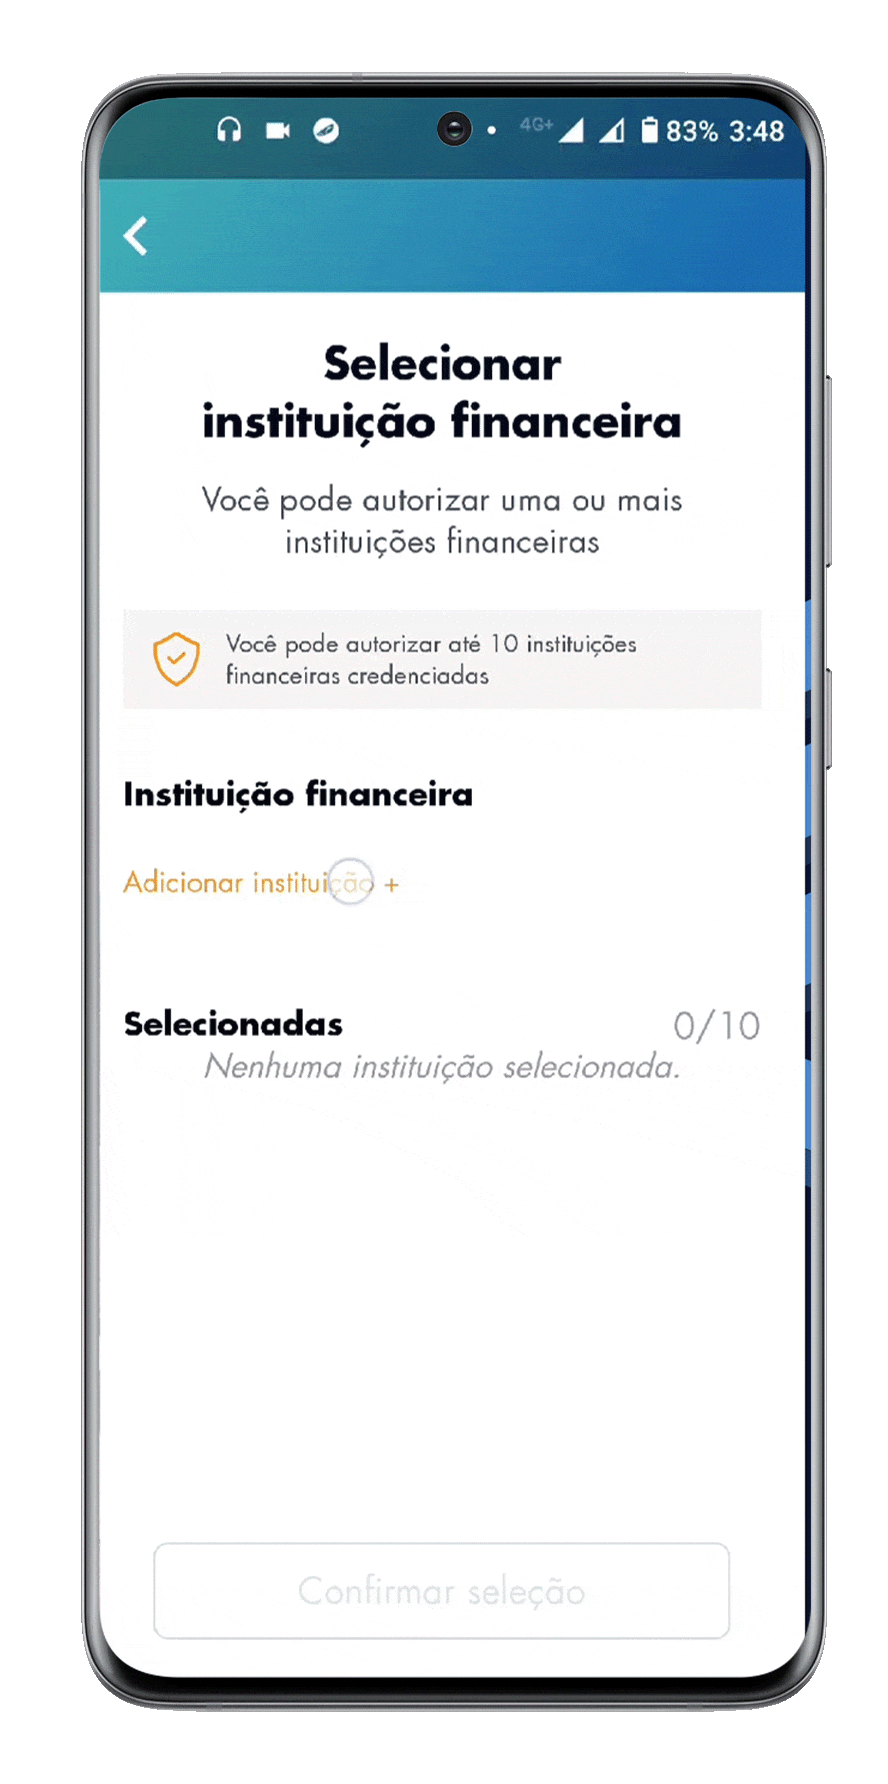 4G+ 83% 3:48
Selecionar
instituição financeira
Você pode autorizar uma ou mais
instituições financeiras
Você pode autorizar até 10 instituições
financeiras credenciadas
Instituição financeira
Adicionar instituição +
Selecionadas 0/10
Nenhuma instituição selecionada.
Confirmar seleção